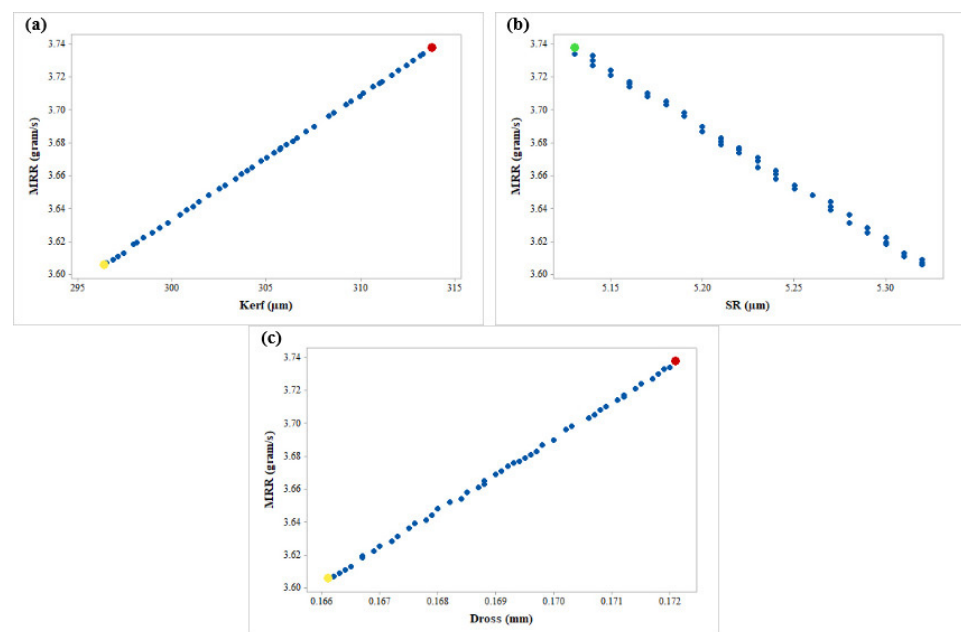 (a)
MRR (gram/s)
3.74
3.72
3.70
3.68
3.66
3.64
3.62
3.60
295 300 305 310 315
Kerf (μm)
(b)
MRR (gram/s)
3.74
3.72
3.70
3.68
3.66
3.64
3.62
3.60
5.15 5.20 5.25 5.30
SR (μm)
(c)
MRR (gram/s)
3.74
3.72
3.70
3.68
3.66
3.64
3.62
3.60
0.166 0.167 0.168 0.169 0.170 0.171 0.172
Dross (mm)